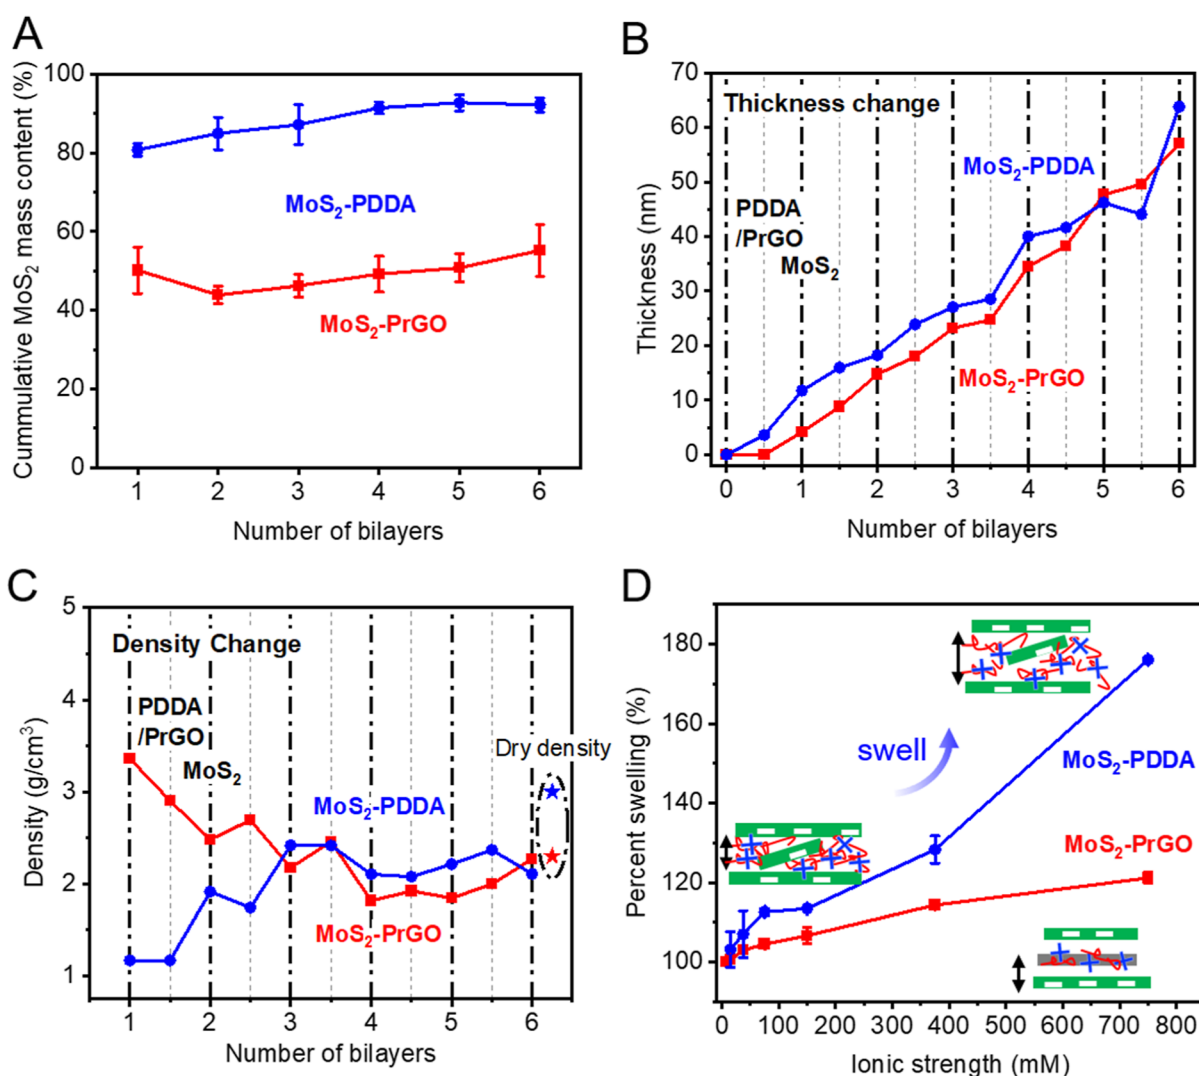 A
Cummulative MoS2 mass content (%)
100
80
60
40
20
0
MoS2-PDDA
MoS2-PrGO
1 2 3 4 5 6
Number of bilayers
B
Thickness (nm)
70
60
50
40
30
20
10
0
Thickness change
MoS2-PDDA
PDDA
/PrGO
MoS2
MoS2-PrGO
0 1 2 3 4 5 6
Number of bilayers
C
Density (g/cm3)
5
4
3
2
1
Density Change
PDDA
/PrGO
MoS2
Dry density
MoS2-PDDA
MoS2-PrGO
1 2 3 4 5 6
Number of bilayers
D
Percent swelling (%)
180
160
140
120
100
swell
MoS2-PDDA
MoS2-PrGO
0 100 200 300 400 500 600 700 800
Ionic strength (mM)